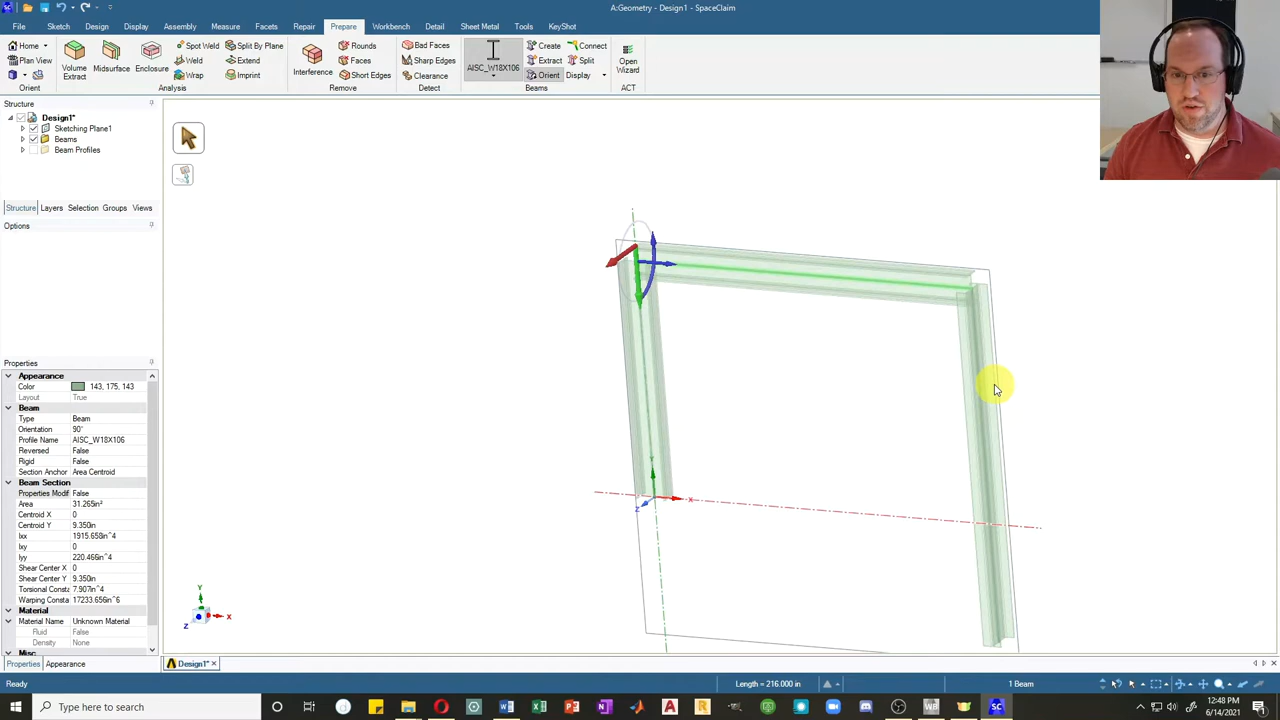 A:Geometry - Design1 - SpaceClaim
File Sketch Design Display Assembly Measure Facets Repair Prepare Workbench Detail Sheet Metal Tools KeyShot
Home
Plan View
Orient
Volume Extract
Midsurface
Enclosure
Spot Weld
Weld
Wrap
Split By Plane
Extend
Imprint
Analysis
Interference
Rounds
Faces
Short Edges
Remove
Bad Faces
Sharp Edges
Clearance
Detect
AISC_W18X106
Create
Extract
Orient
Connect
Split
Display
Beams
Open Wizard
ACT
Structure
Design1*
Sketching Plane1
Beams
Beam Profiles
Structure Layers Selection Groups Views
Options
Properties
Appearance
Color 143, 175, 143
Layout True
Beam
Type Beam
Orientation 90°
Profile Name AISC_W18X106
Reversed False
Rigid False
Section Anchor Area Centroid
Beam Section
Properties Modif False
Area 31.265in²
Centroid X 0
Centroid Y 9.350in
Ixx 1915.658in^4
Ixy 0
Iyy 220.466in^4
Shear Center X 0
Shear Center Y 9.350in
Torsional Consta 7.907in^4
Warping Consta 17233.656in^6
Material
Material Name Unknown Material
Fluid False
Density None
Misc
Properties Appearance
Y
X
Z
Y
X
Z
Design1*
Ready
Length = 216.000 in
1 Beam
Type here to search
12:48 PM
6/14/2021